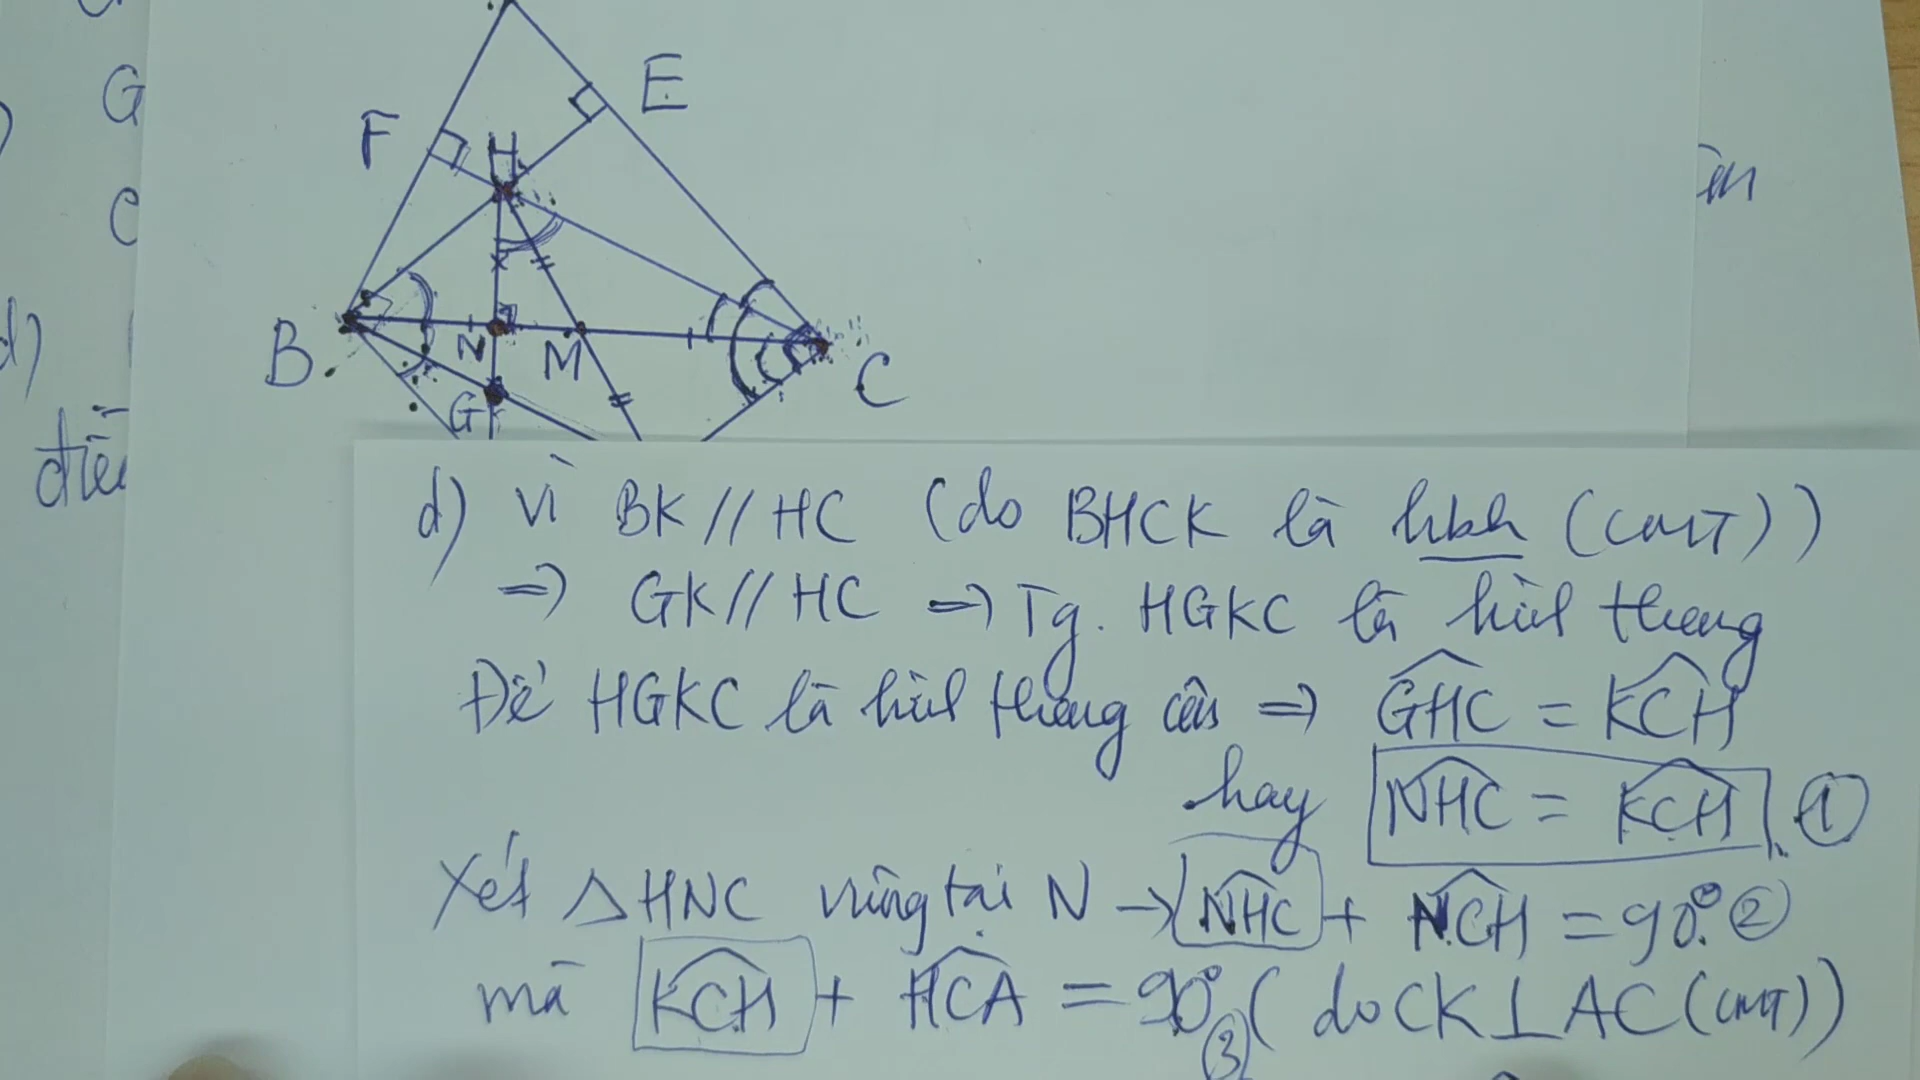 G
C
d)
điề
ân
E
F
H
B
N
M
C
G
d) Vì BK // HC (do BHCK là hbh (CMT))
=> GK // HC => Tg. HGKC là hình thang
Để HGKC là hình thang cân => GHC = KCH
hay NHC = KCH ①
Xét △HNC vuông tại N → NHC + NCH = 90° ②
mà KCH + HCA = 90° ③ (do CK ⊥ AC (CMT))